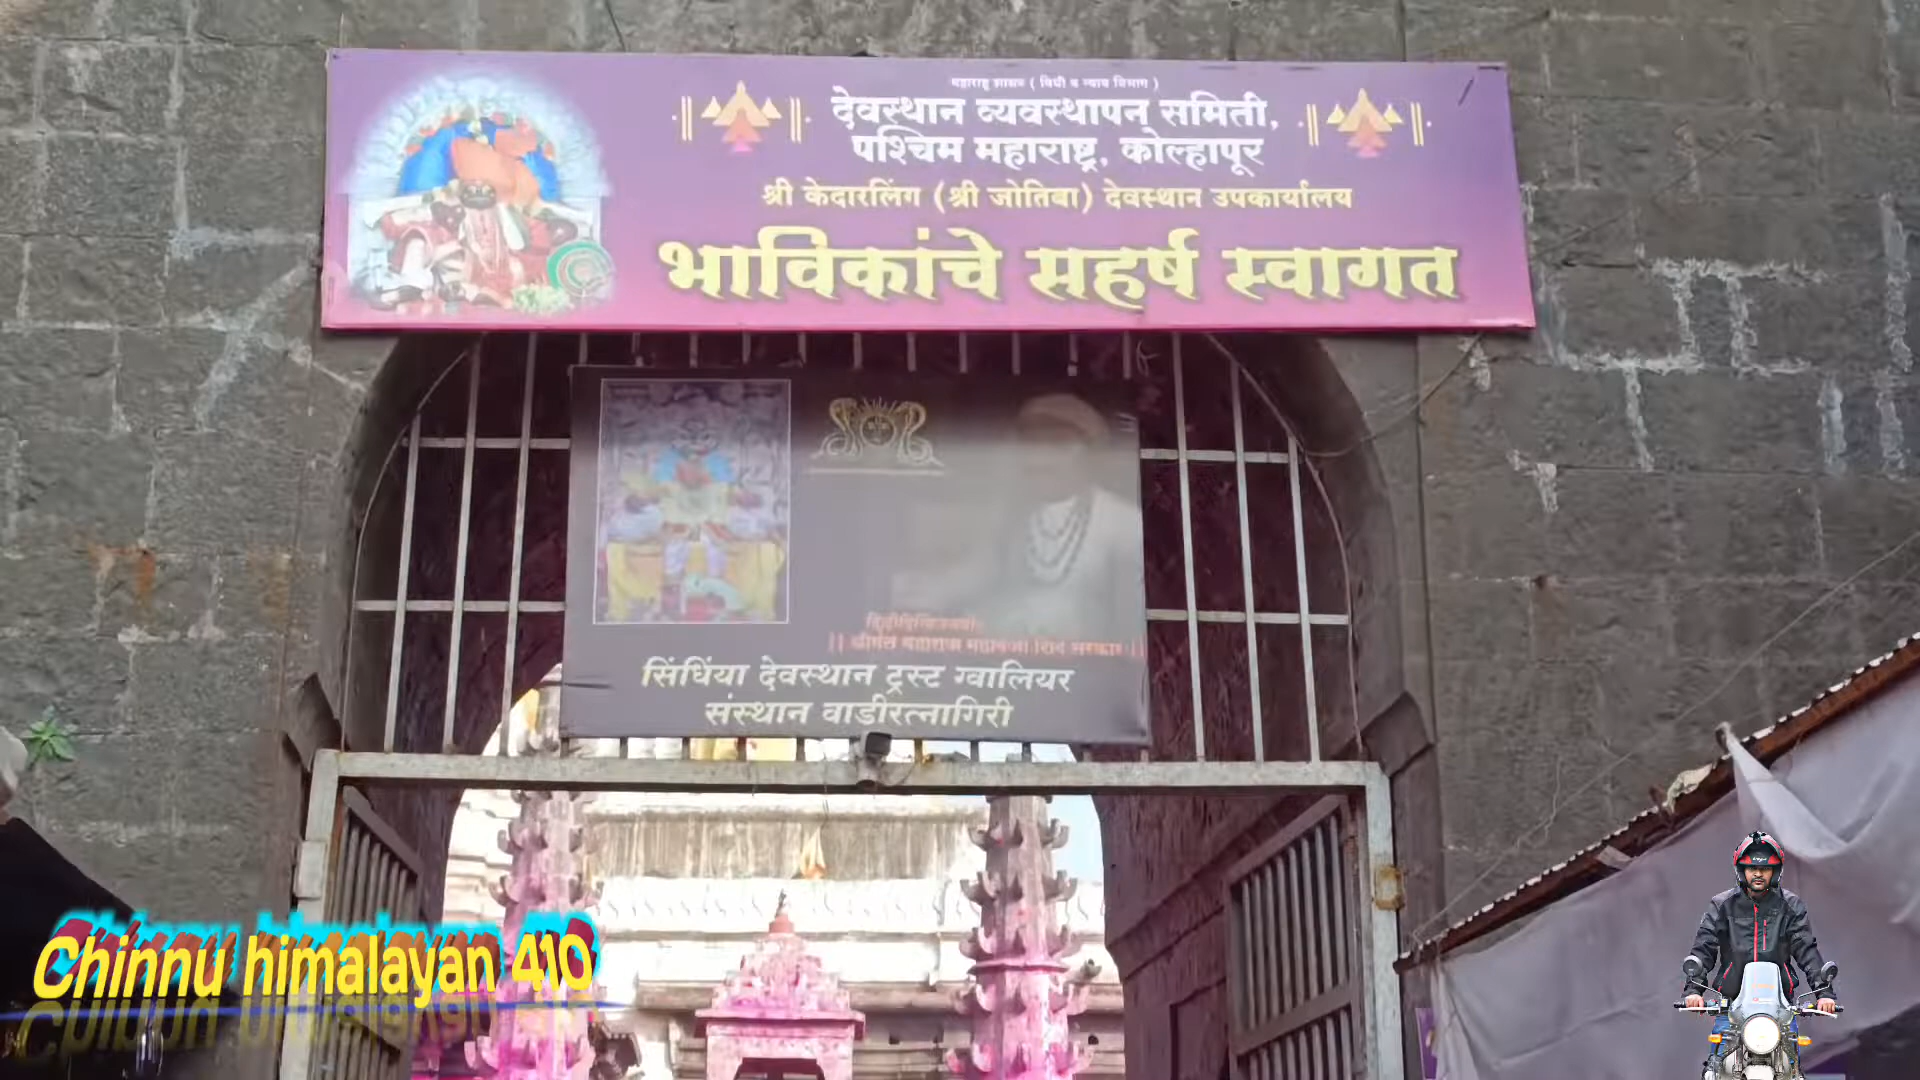 महाराष्ट्र शासन ( विधी व न्याय विभाग )
देवस्थान व्यवस्थापन समिती,
पश्चिम महाराष्ट्र, कोल्हापूर
श्री केदारलिंग (श्री जोतिबा) देवस्थान उपकार्यालय
भाविकांचे सहर्ष स्वागत
सिंधिंया देवस्थान ट्रस्ट ग्वालियर
संस्थान वाडीरत्नागिरी
Chinnu himalayan 410